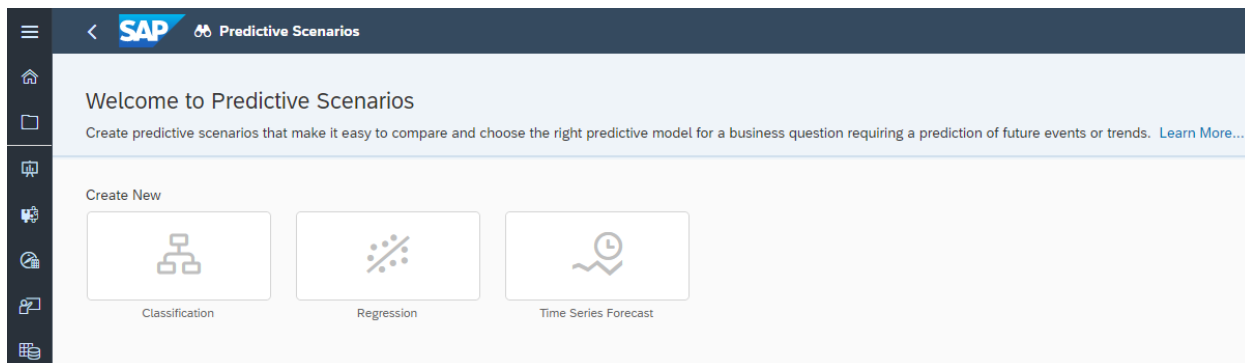 SAP Predictive Scenarios
Welcome to Predictive Scenarios
Create predictive scenarios that make it easy to compare and choose the right predictive model for a business question requiring a prediction of future events or trends. Learn More...
Create New
Classification Regression Time Series Forecast